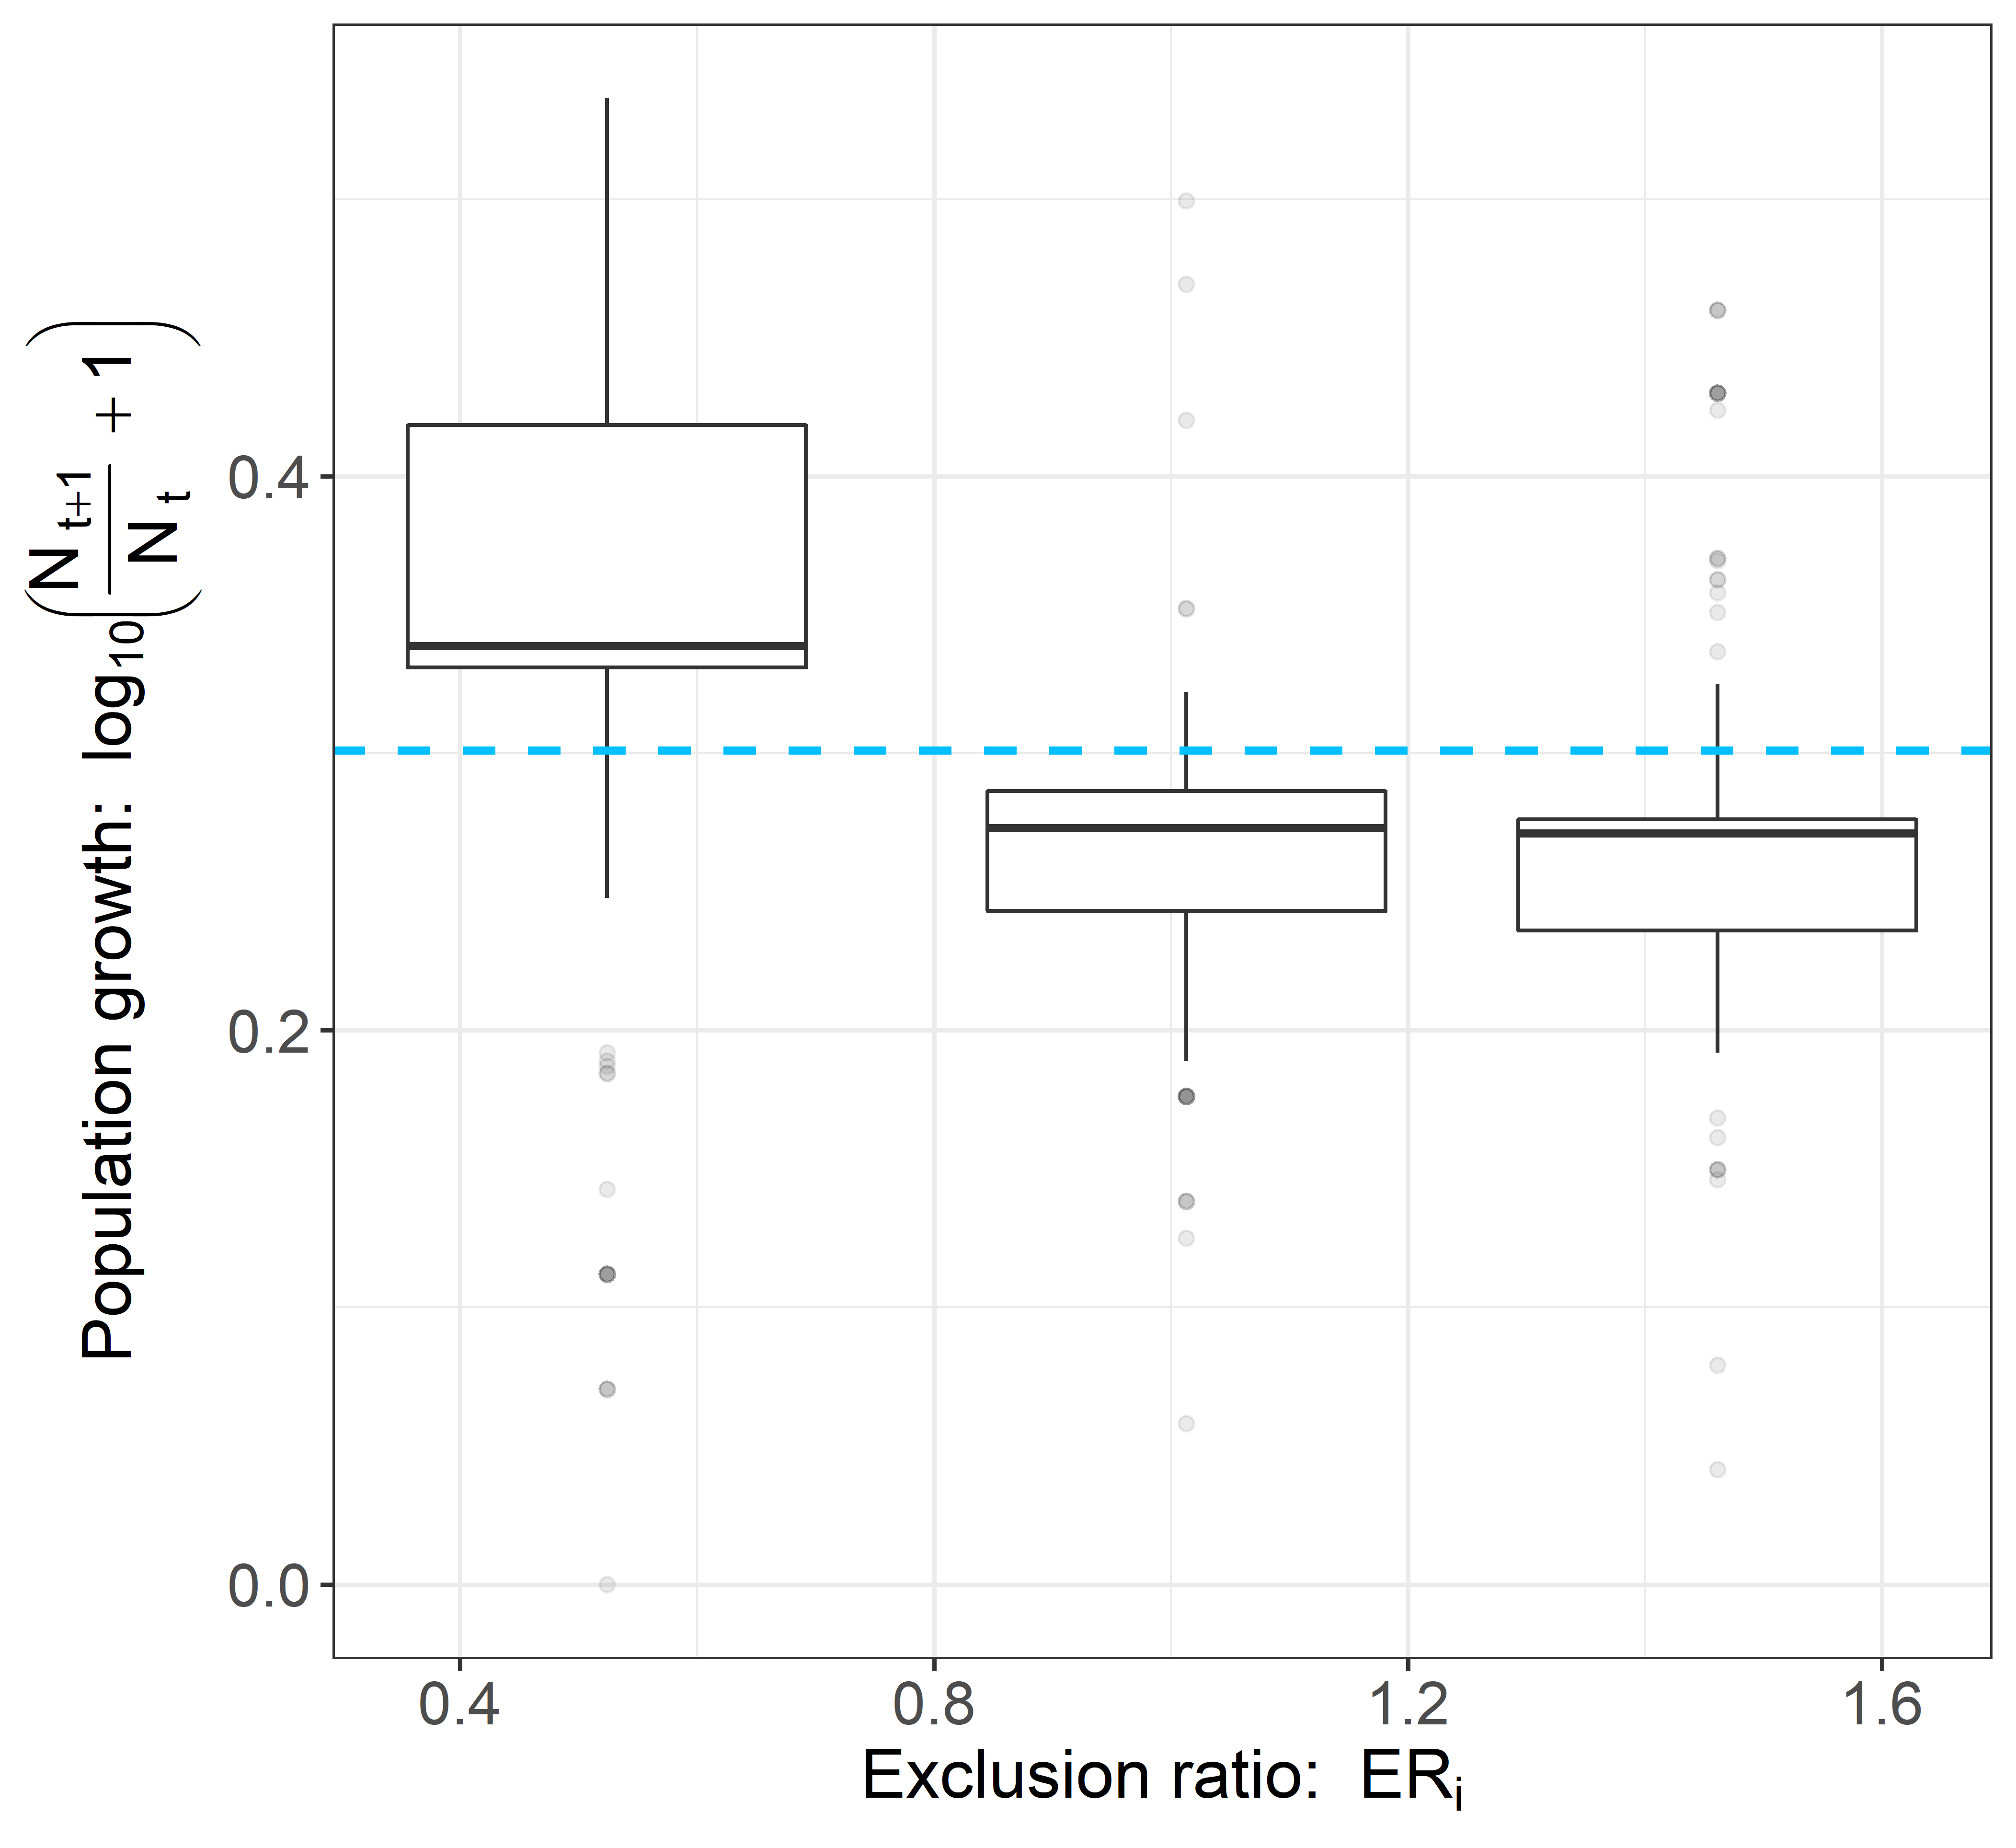 Population growth: log10(Nt+1/Nt + 1)
0.4
0.2
0.0
0.4 0.8 1.2 1.6
Exclusion ratio: ERi